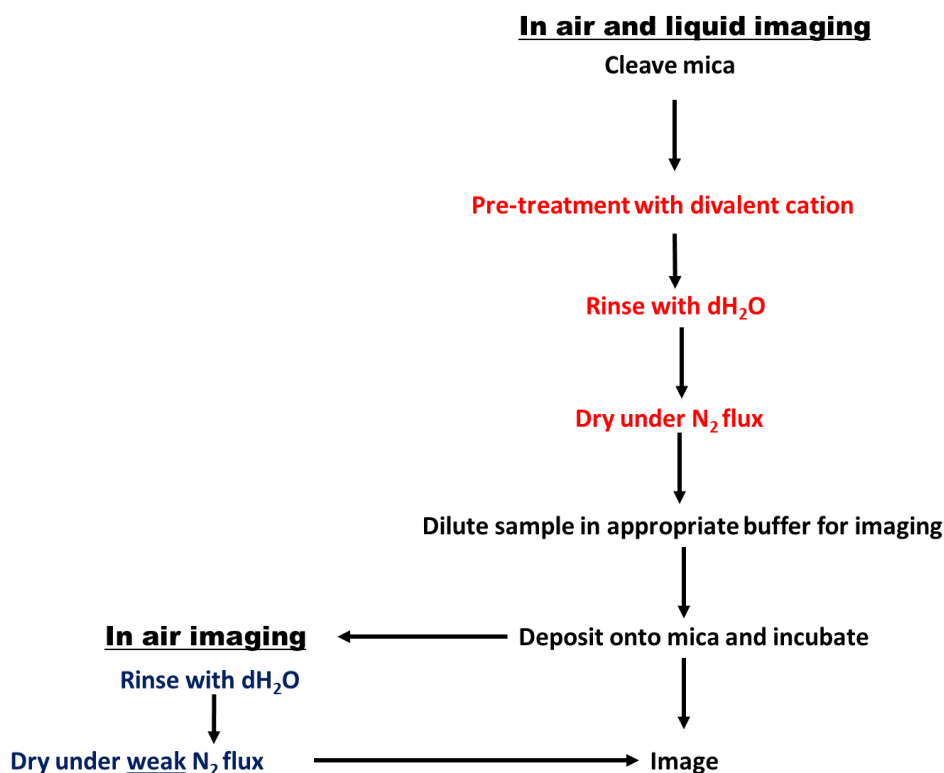 In air and liquid imaging
Cleave mica
Pre-treatment with divalent cation
Rinse with dH₂O
Dry under N₂ flux
Dilute sample in appropriate buffer for imaging
Deposit onto mica and incubate
In air imaging
Rinse with dH₂O
Dry under weak N₂ flux
Image